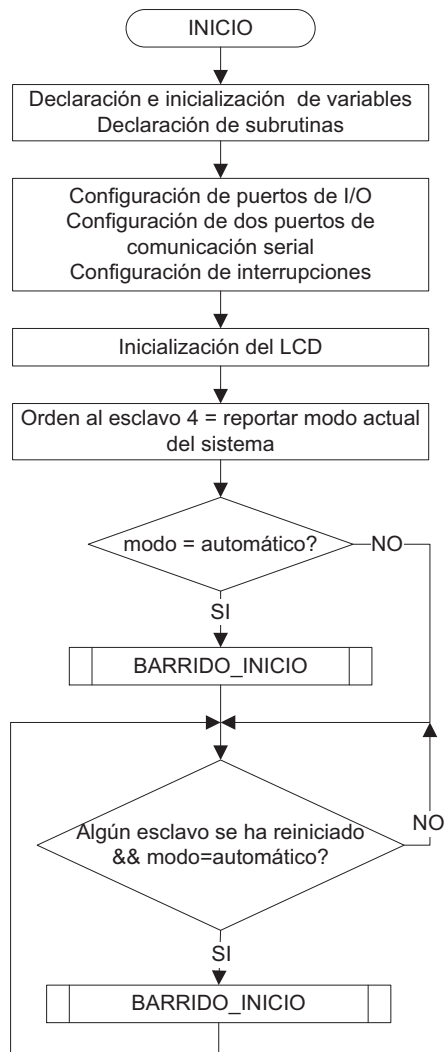 INICIO
Declaración e inicialización de variables
Declaración de subrutinas
Configuración de puertos de I/O
Configuración de dos puertos de
comunicación serial
Configuración de interrupciones
Inicialización del LCD
Orden al esclavo 4 = reportar modo actual
del sistema
modo = automático?
NO
SI
BARRIDO_INICIO
Algún esclavo se ha reiniciado
&& modo=automático?
NO
SI
BARRIDO_INICIO